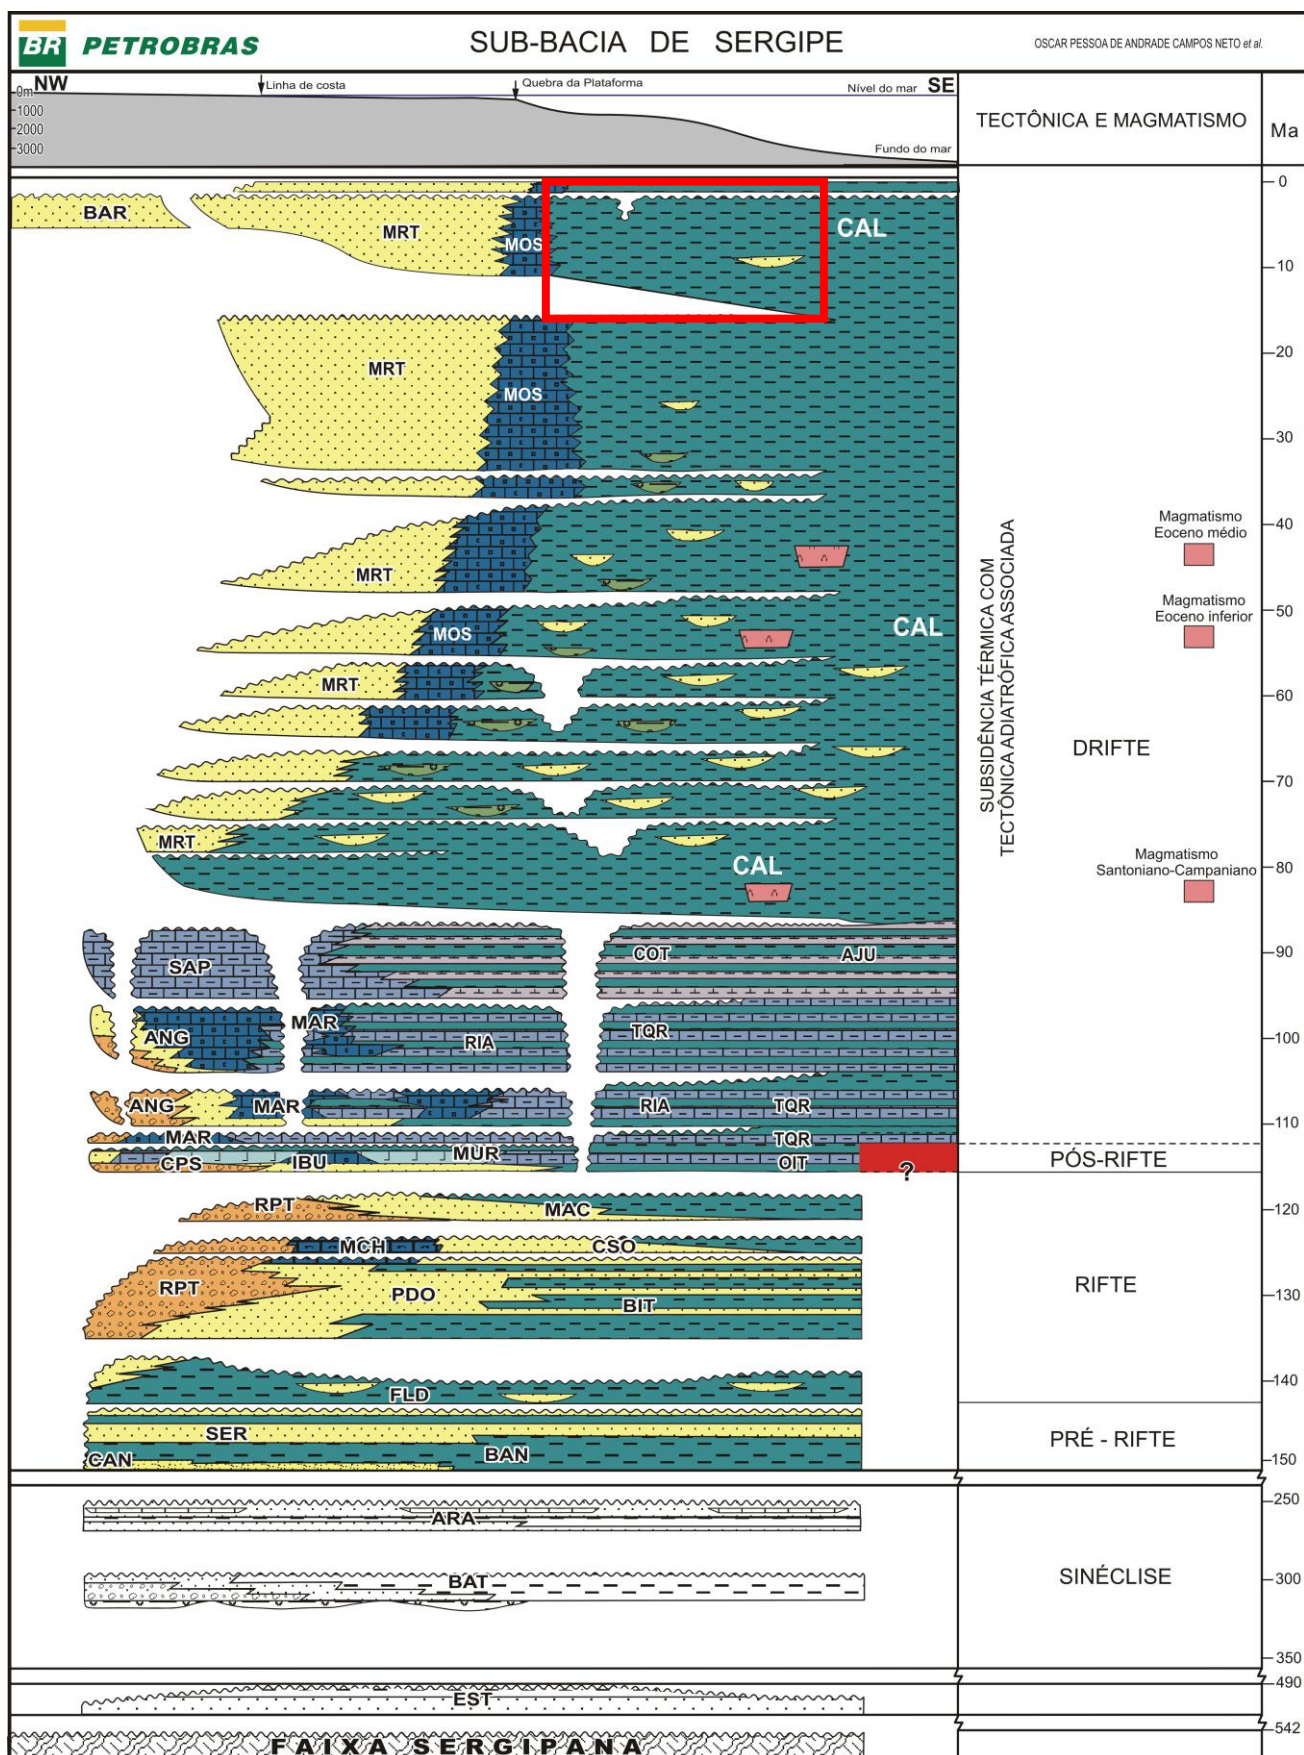 BR PETROBRAS
SUB-BACIA DE SERGIPE
OSCAR PESSOA DE ANDRADE CAMPOS NETO et al.
NW
Linha de costa
Quebra da Plataforma
Nível do mar
SE
0m
1000
2000
3000
Fundo do mar
TECTÔNICA E MAGMATISMO
Ma
0
BAR
MRT
MOS
CAL
10
20
MRT
MOS
30
40
Magmatismo
Eoceno médio
MRT
50
Magmatismo
Eoceno inferior
MOS
CAL
MRT
60
SUBSIDÊNCIA TÉRMICA COM
TECTÔNICA ADIATRÓFICA ASSOCIADA
DRIFTE
70
MRT
CAL
80
Magmatismo
Santoniano-Campaniano
SAP
COT
AJU
90
ANG
MAR
RIA
TQR
100
ANG
MAR
RIA
TQR
110
MAR
TQR
CPS
IBU
MUR
OIT
?
PÓS-RIFTE
RPT
MAC
120
MCH
CSO
RPT
PDO
BIT
RIFTE
130
FLD
140
SER
CAN
BAN
PRÉ - RIFTE
150
250
ARA
BAT
SINÉCLISE
300
350
490
EST
542
FAIXA SERGIPANA